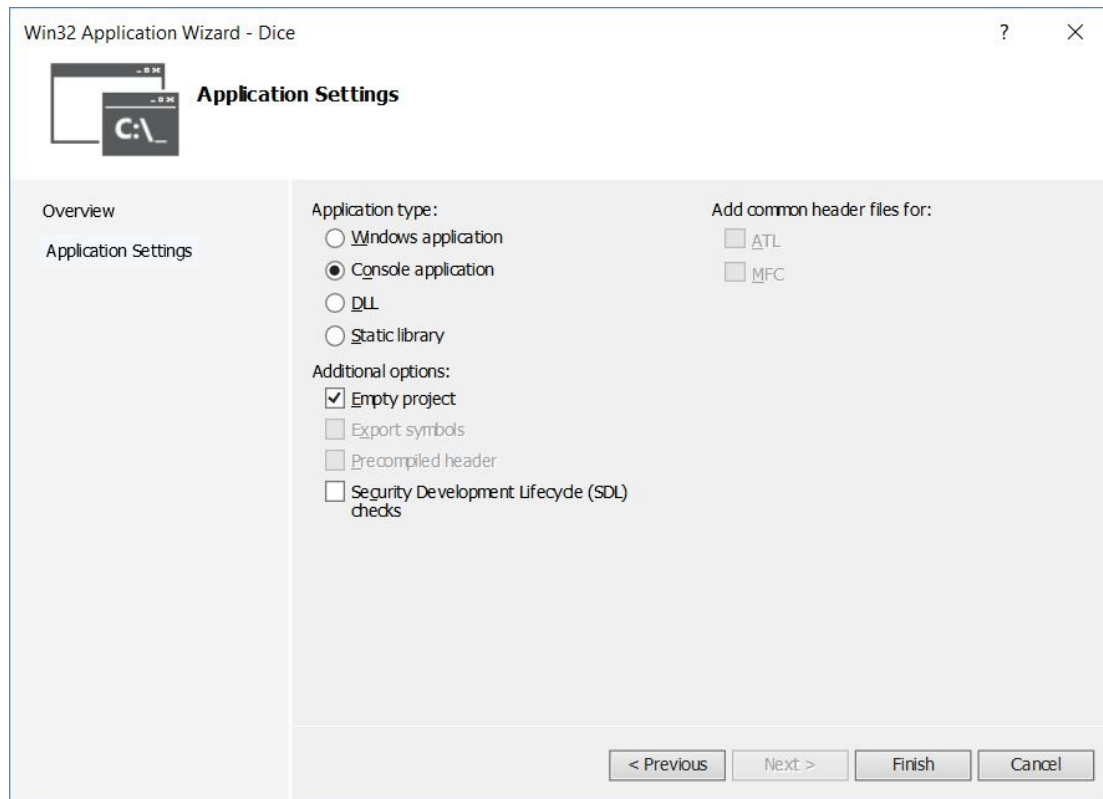 Win32 Application Wizard - Dice
?
C:\_
Application Settings
Overview
Application Settings
Application type:
Windows application
Console application
DLL
Static library
Additional options:
Empty project
Export symbols
Precompiled header
Security Development Lifecycle (SDL)
checks
Add common header files for:
ATL
MFC
< Previous
Next >
Finish
Cancel